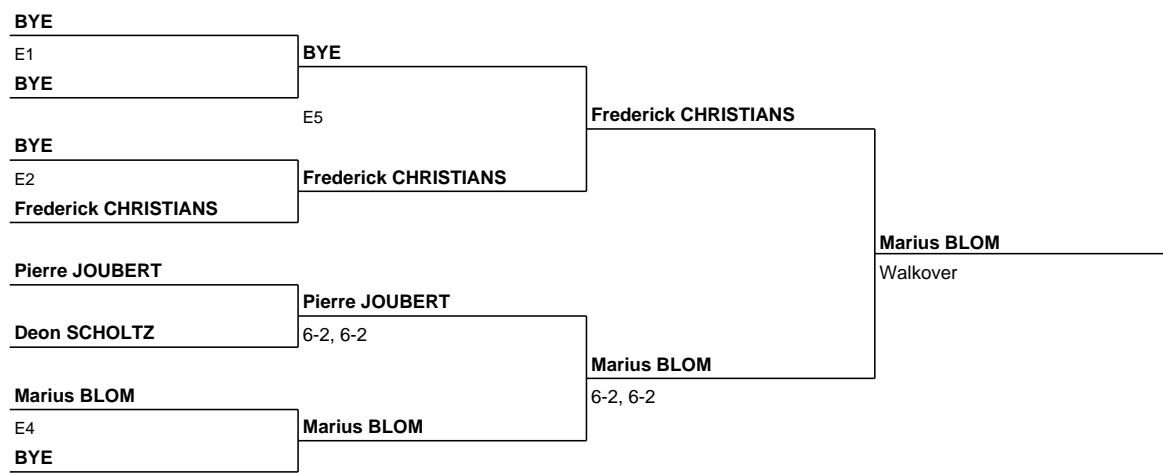 BYE
E1
BYE
BYE
E5
BYE
E2
Frederick CHRISTIANS
Frederick CHRISTIANS
Frederick CHRISTIANS
Pierre JOUBERT
Deon SCHOLTZ
Pierre JOUBERT
6-2, 6-2
Marius BLOM
E4
BYE
Marius BLOM
Marius BLOM
6-2, 6-2
Marius BLOM
Walkover